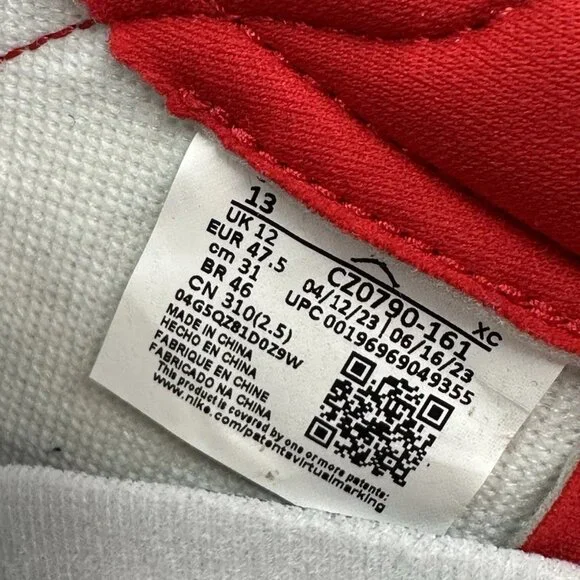 13
UK 12
EUR 47.5
cm 31
BR 46
CN 310(2.5)
04G5QZ81D0Z9W
MADE IN CHINA
HECHO EN CHINA
FABRIQUE EN CHINE
FABRICADO NA CHINA
This product is covered by one or more patents
www.nike.com/patentvirtualmarking
CZ0790-161
XC
04/12/23 | 06/16/23
UPC 00196969049355